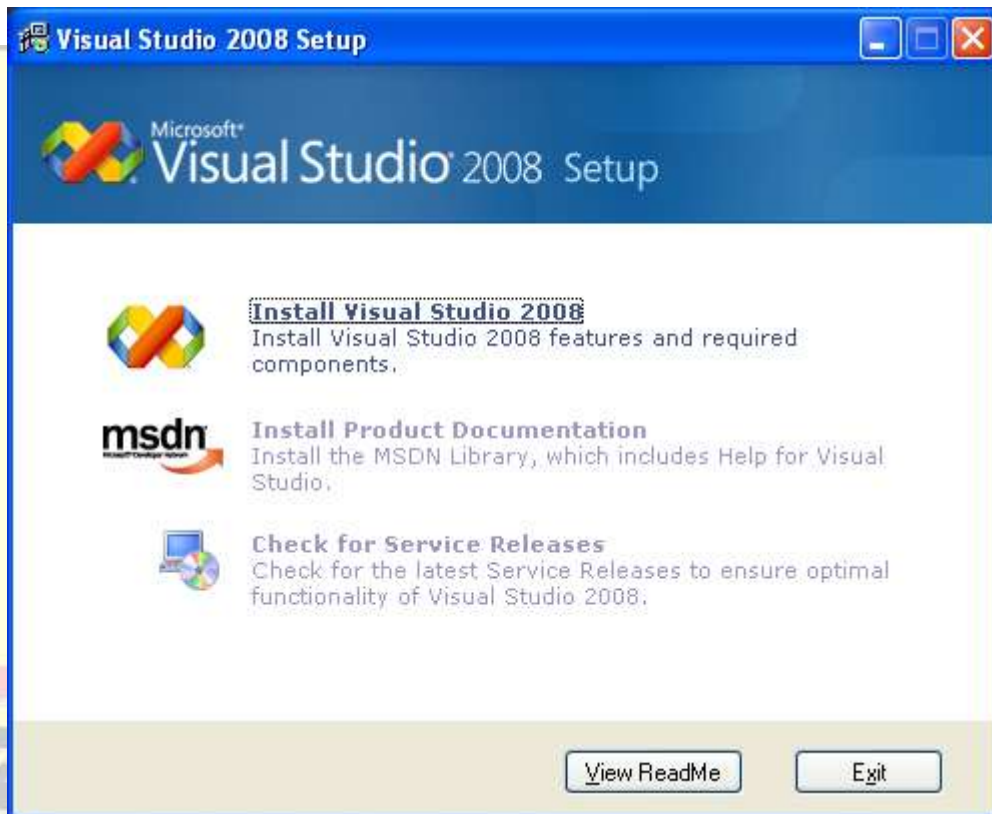 Visual Studio 2008 Setup
Microsoft®
Visual Studio® 2008 Setup
Install Visual Studio 2008
Install Visual Studio 2008 features and required
components.
msdn
Install Product Documentation
Install the MSDN Library, which includes Help for Visual
Studio.
Check for Service Releases
Check for the latest Service Releases to ensure optimal
functionality of Visual Studio 2008.
View ReadMe
Exit